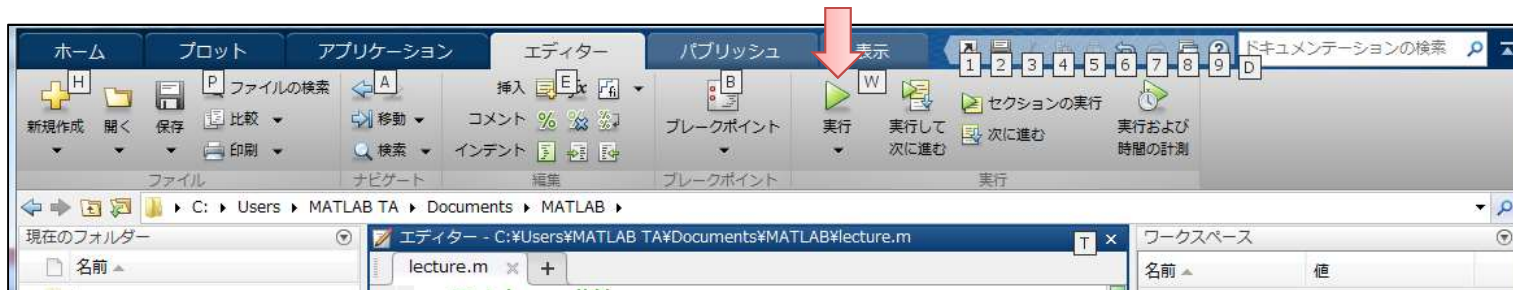 ホーム プロット アプリケーション エディター パブリッシュ 表示 1 2 3 4 5 6 7 8 9 ドキュメンテーションの検索 D
H P ファイルの検索 A 挿入 E fx fi B W セクションの実行
新規作成 開く 保存 比較 移動 コメント % ブレークポイント 実行 実行して次に進む 次に進む 実行および時間の計測
印刷 検索 インデント
ファイル ナビゲート 編集 ブレークポイント 実行
C: Users MATLAB TA Documents MATLAB
現在のフォルダー エディター - C:¥Users¥MATLAB TA¥Documents¥MATLAB¥lecture.m T × ワークスペース
名前 lecture.m × + 名前 値